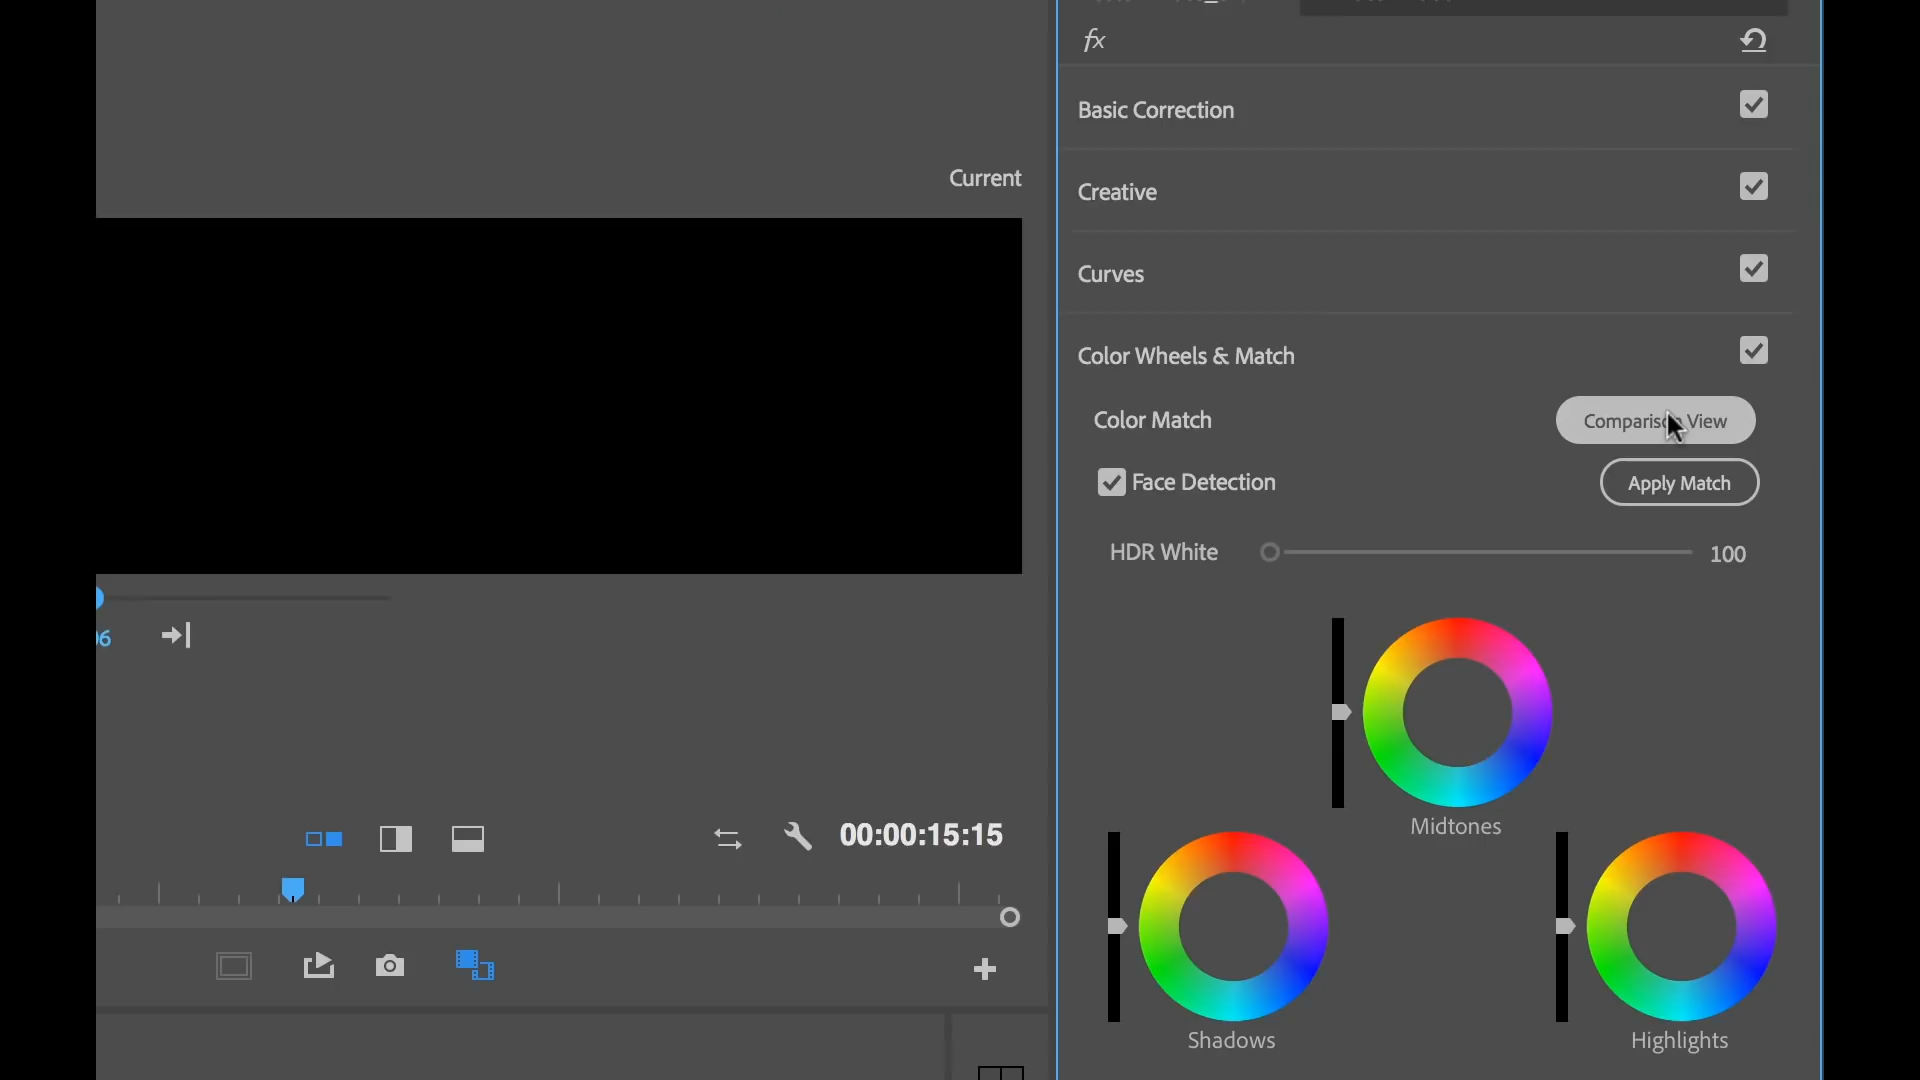 fx
Basic Correction
Current
Creative
Curves
Color Wheels & Match
Color Match
View
Face Detection
Apply Match
HDR White
100
Midtones
00:00:15:15
Shadows
Highlights